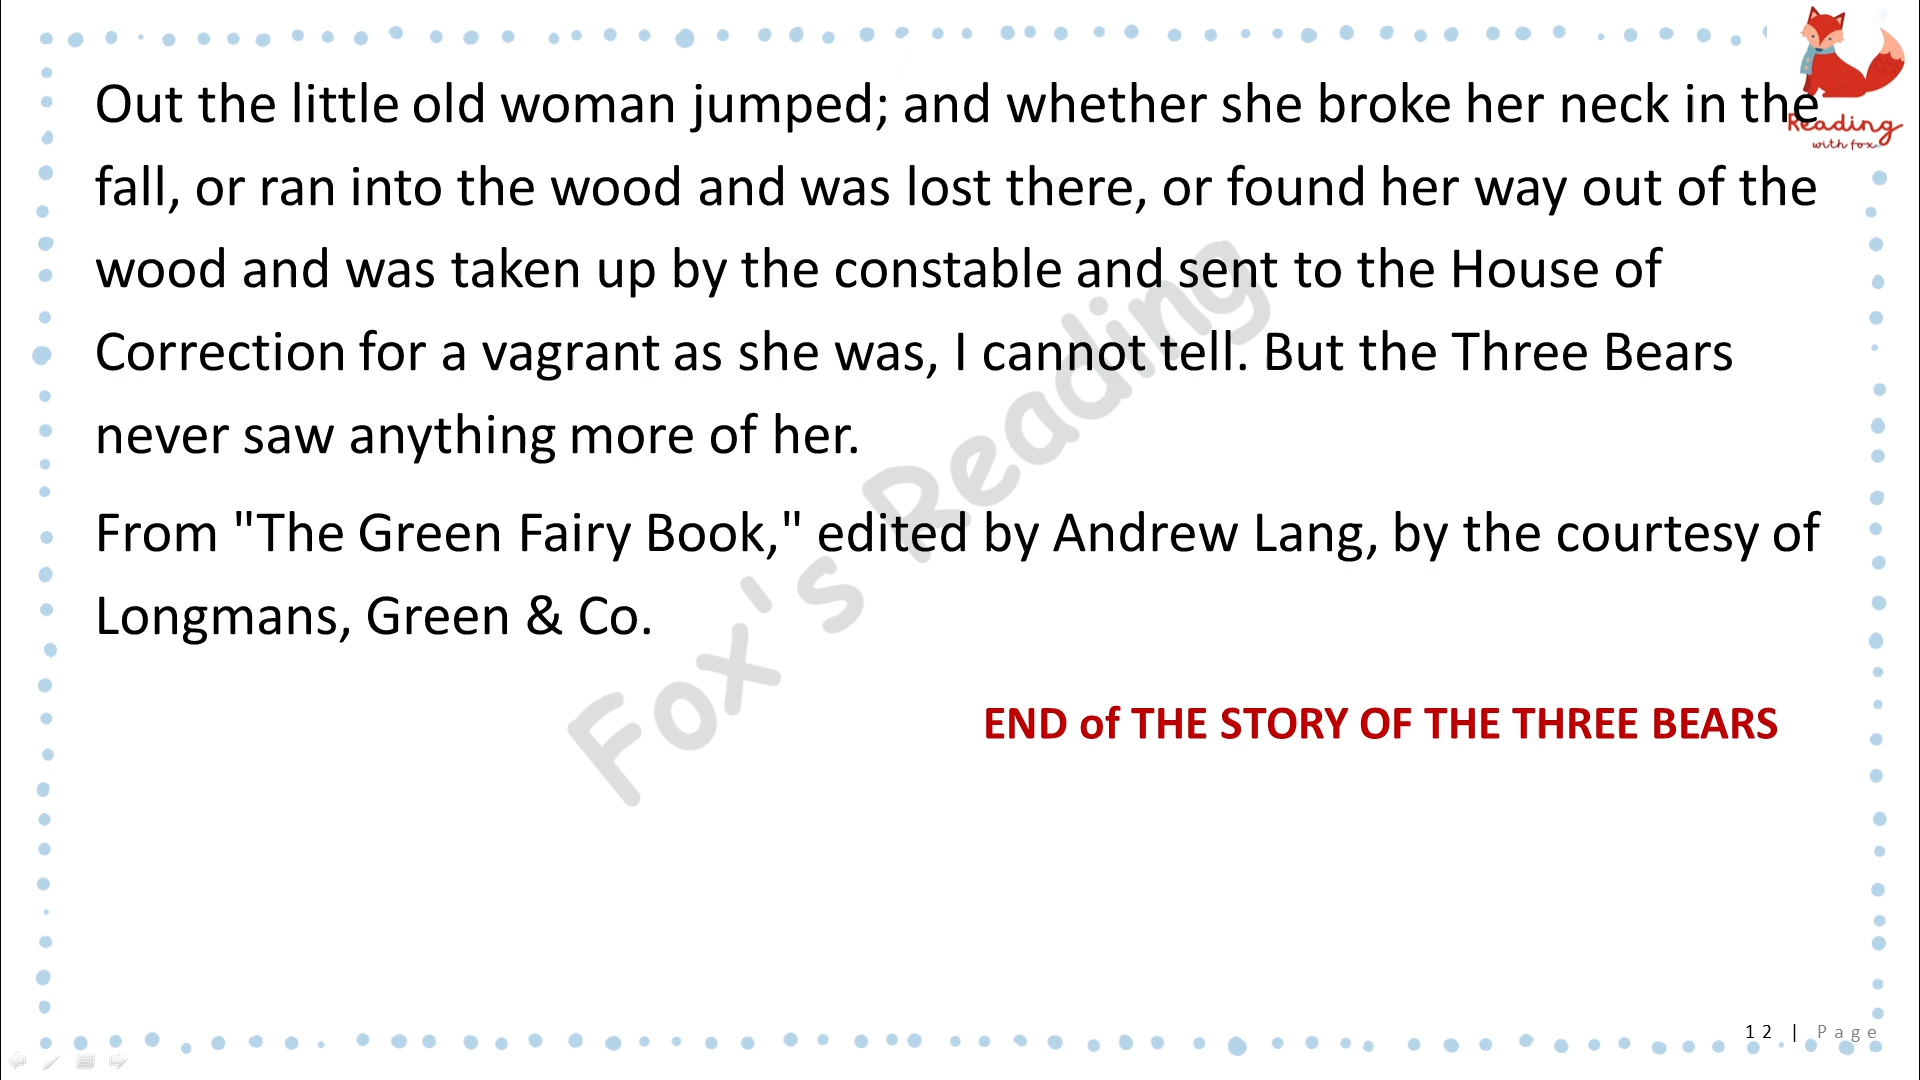 Out the little old woman jumped; and whether she broke her neck in the
fall, or ran into the wood and was lost there, or found her way out of the
wood and was taken up by the constable and sent to the House of
Correction for a vagrant as she was, I cannot tell. But the Three Bears
never saw anything more of her.
From "The Green Fairy Book," edited by Andrew Lang, by the courtesy of
Longmans, Green & Co.
END of THE STORY OF THE THREE BEARS
Reading
with fox
Fox's Reading
12 | Page